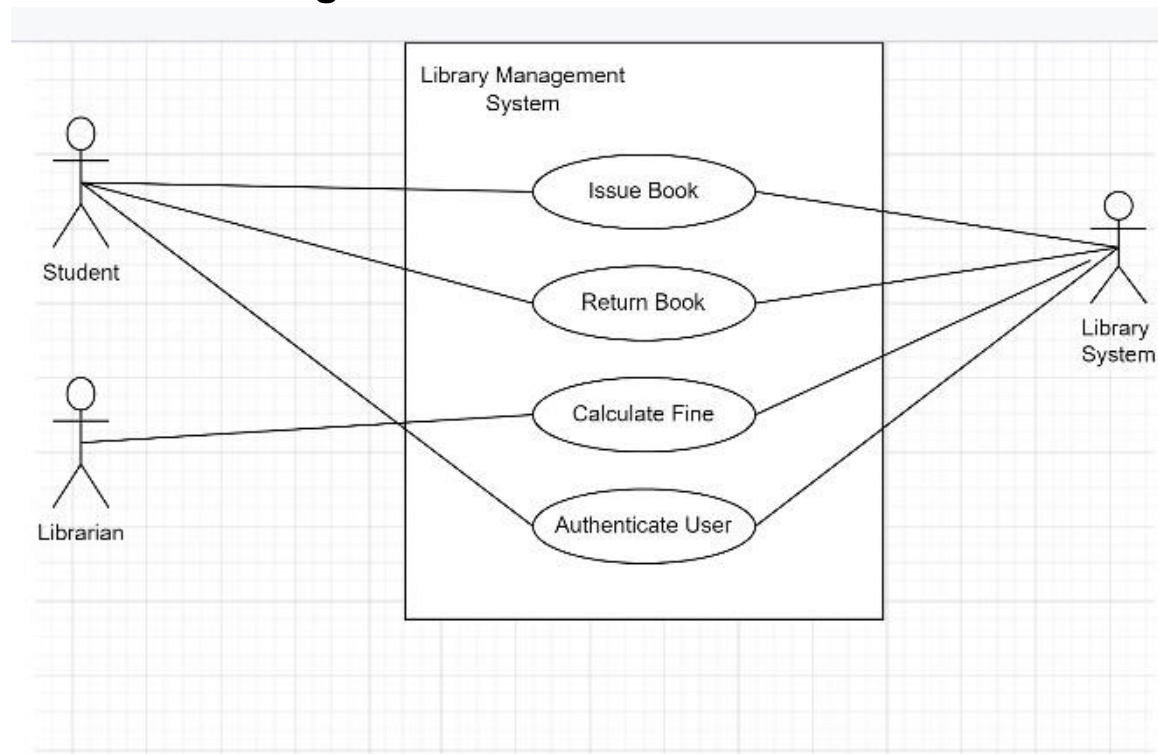 Library Management
System
Issue Book
Student
Return Book
Library
System
Calculate Fine
Librarian
Authenticate User